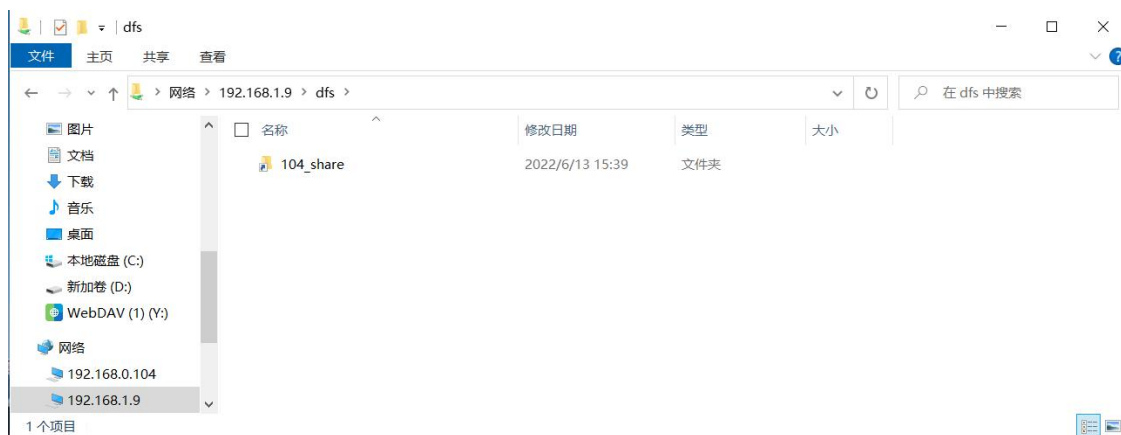 dfs
文件 主页 共享 查看
网络 192.168.1.9 dfs
在 dfs 中搜索
名称 修改日期 类型 大小
104_share 2022/6/13 15:39 文件夹
图片
文档
下载
音乐
桌面
本地磁盘 (C:)
新加卷 (D:)
WebDAV (1) (Y:)
网络
192.168.0.104
192.168.1.9
1 个项目